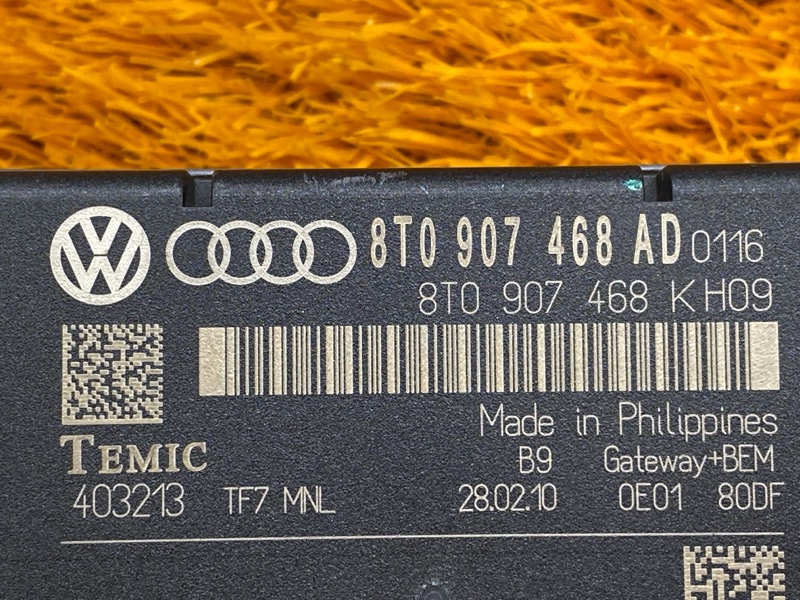 8T0 907 468 AD 0116
8T0 907 468 K H09
Made in Philippines
TEMIC B9 Gateway+BEM
403213 TF7 MNL 28.02.10 0E01 80DF